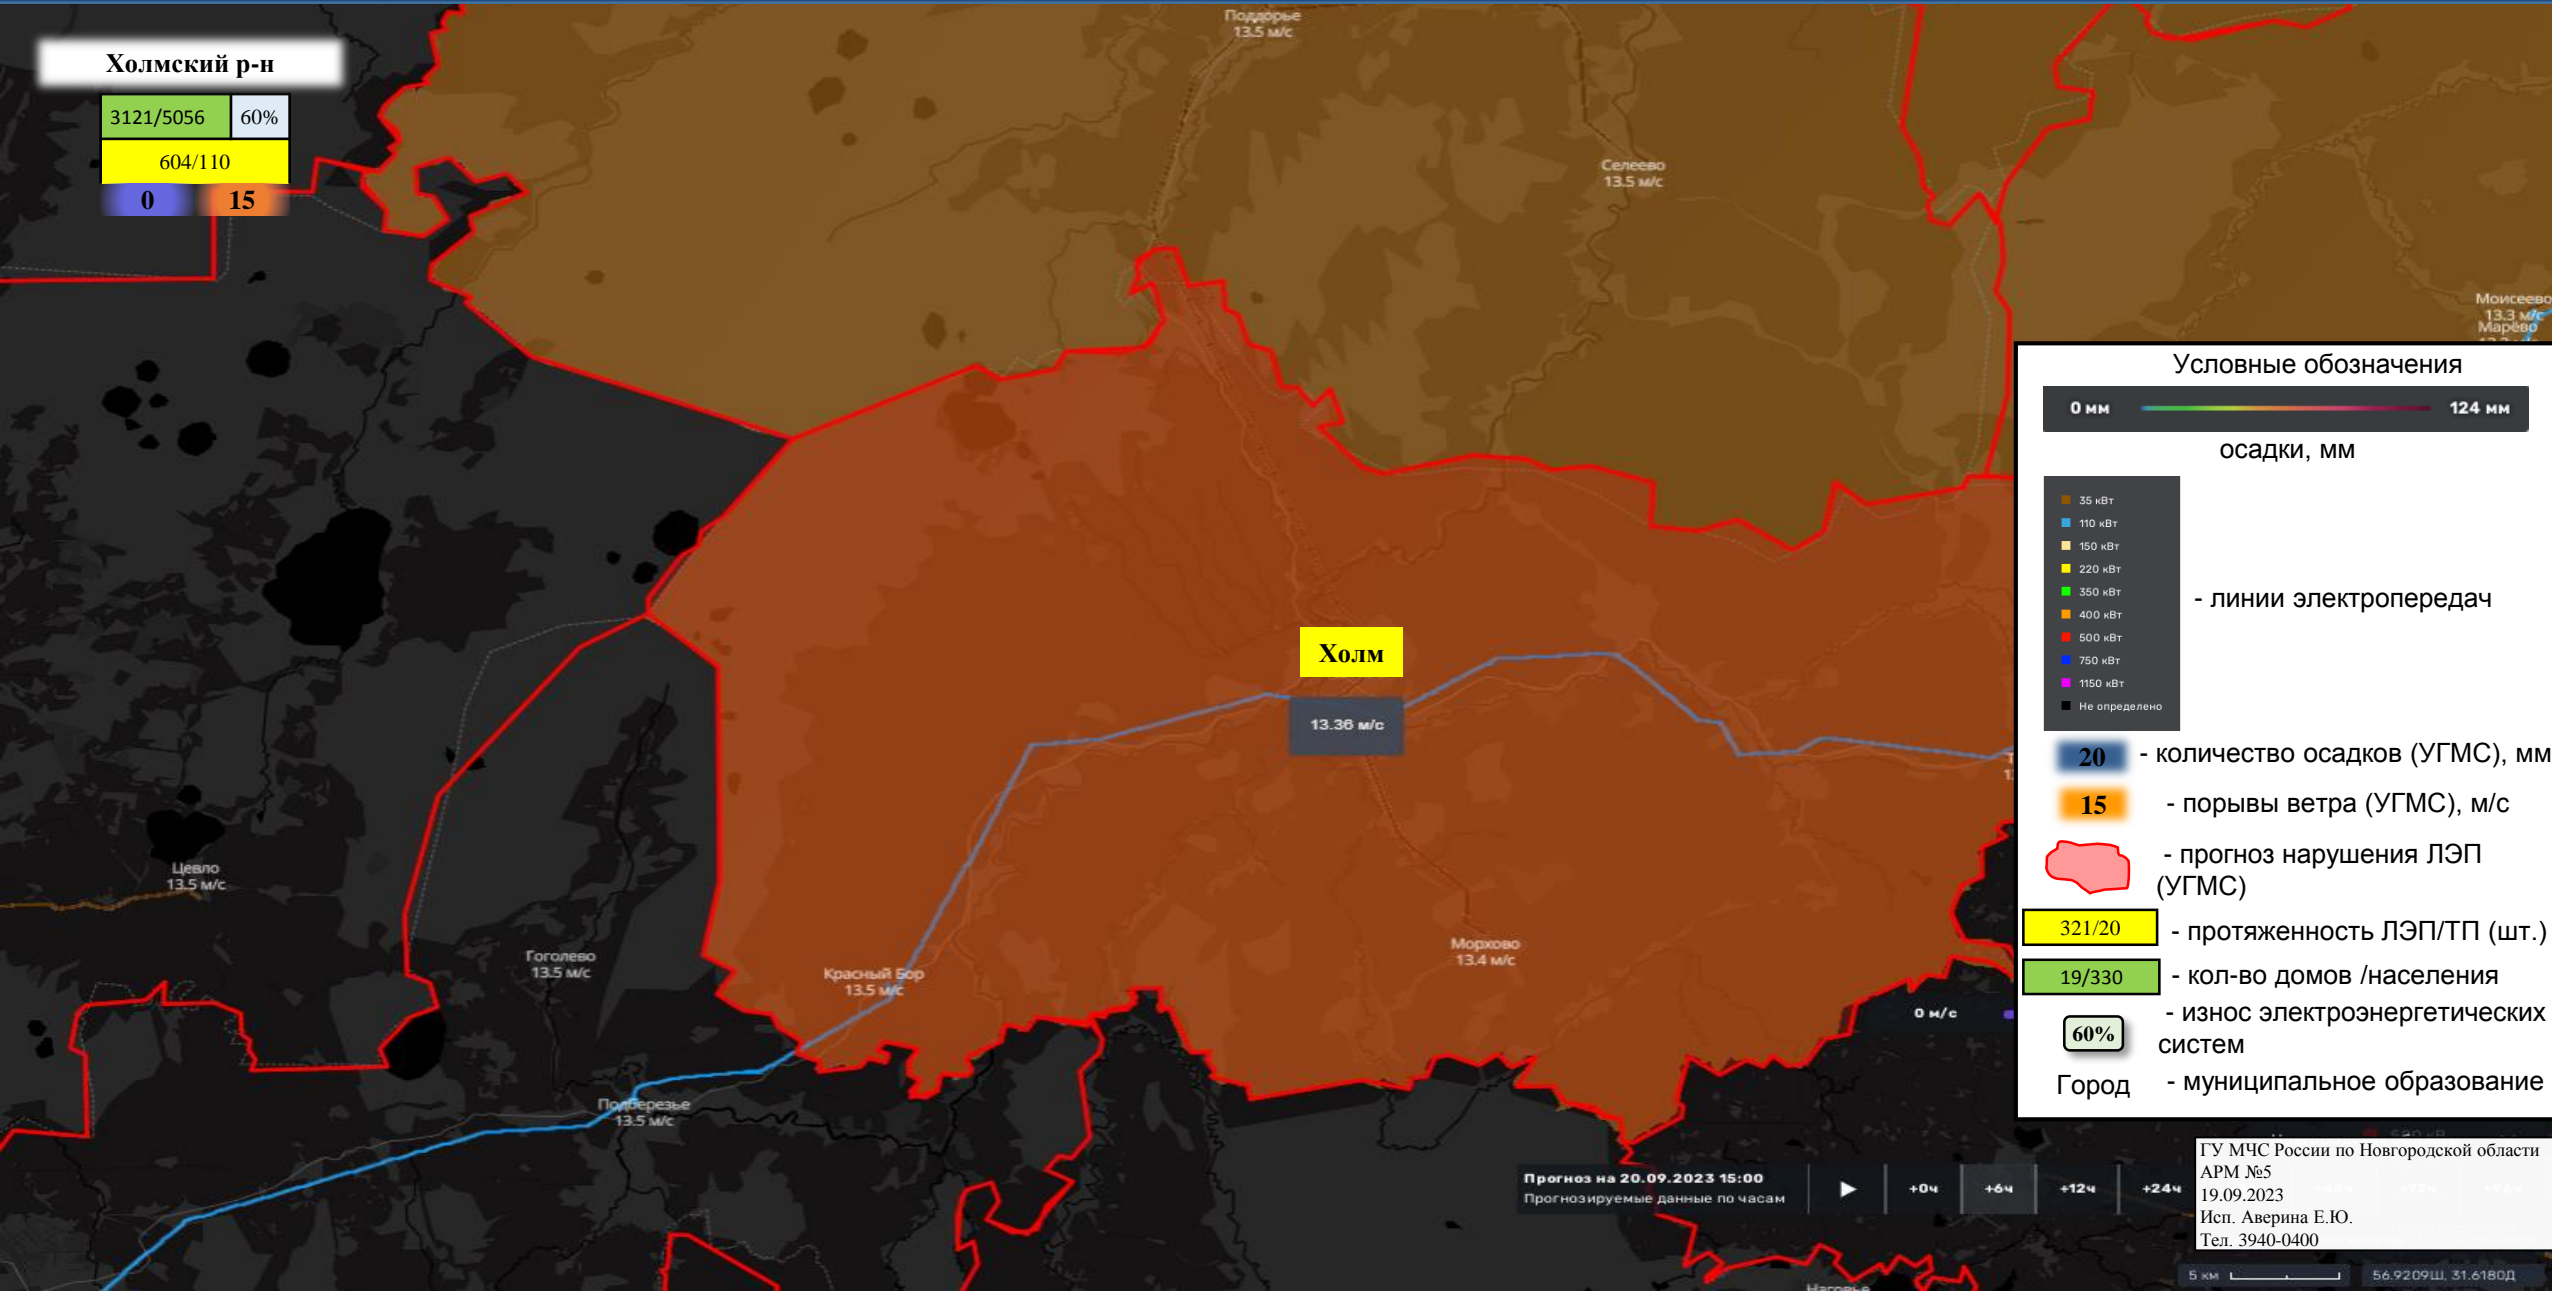 Поддорье
13.5 м/с
Холмский р-н
3121/5056 60%
604/110
0 15
Селеево
13.5 м/с
Моисеево
13.3 м/с
Марёво
Условные обозначения
0 мм 124 мм
осадки, мм
35 кВт
110 кВт
150 кВт
220 кВт
350 кВт
400 кВт
500 кВт
750 кВт
1150 кВт
Не определено
- линии электропередач
Холм
13.36 м/с
20 - количество осадков (УГМС), мм
15 - порывы ветра (УГМС), м/с
- прогноз нарушения ЛЭП
(УГМС)
321/20 - протяженность ЛЭП/ТП (шт.)
19/330 - кол-во домов /населения
60% - износ электроэнергетических
систем
Город - муниципальное образование
Цевло
13.5 м/с
Гоголево
13.5 м/с
Красный Бор
13.5 м/с
Морхово
13.4 м/с
0 м/с
Подберезье
13.5 м/с
Прогноз на 20.09.2023 15:00
Прогнозируемые данные по часам
+0ч +6ч +12ч +24ч
ГУ МЧС России по Новгородской области
АРМ №5
19.09.2023
Исп. Аверина Е.Ю.
Тел. 3940-0400
5 км
56.9209Ш, 31.6180Д